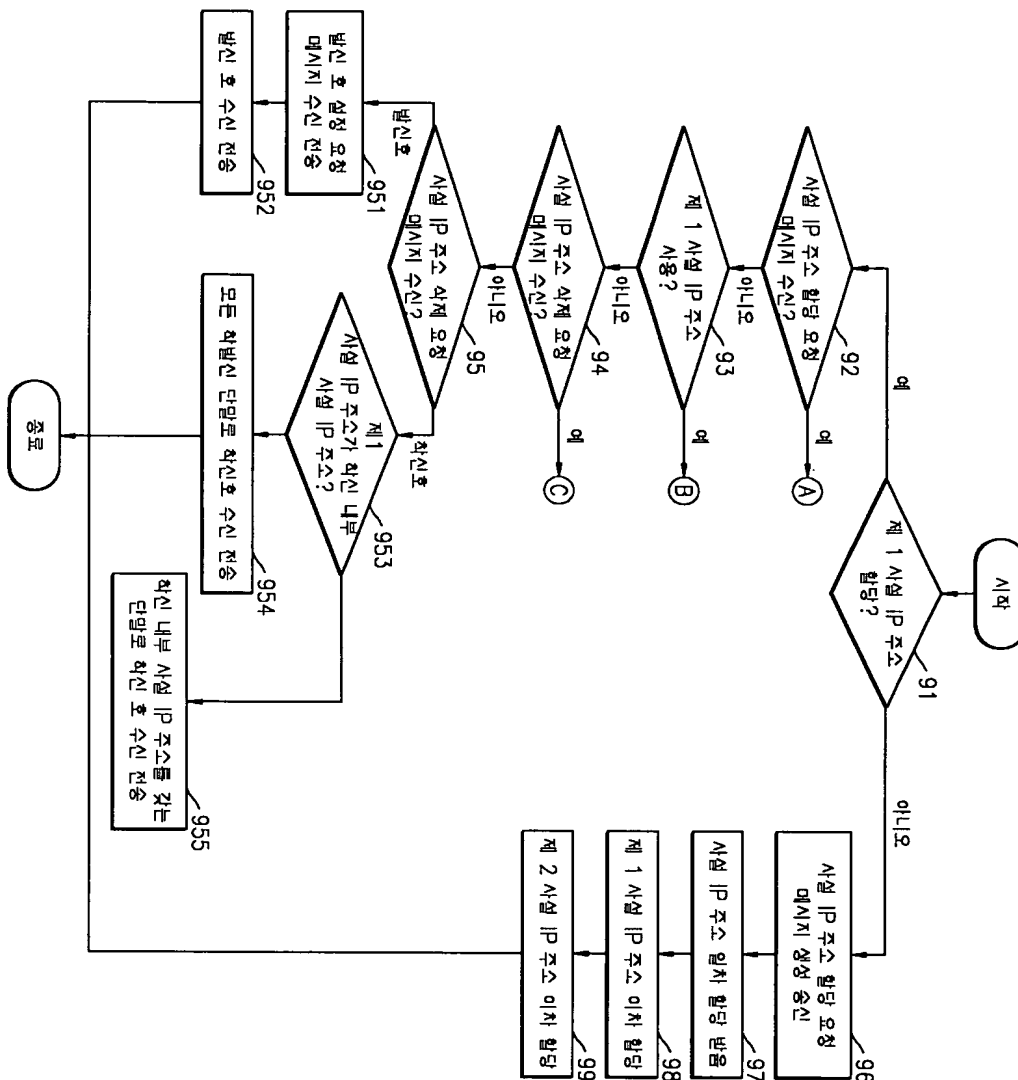 시작
제 1 사설 IP 주소
할당?
91
예
아니오
사설 IP 주소 할당 요청
메시지 수신?
92
예
A
아니오
제 1 사설 IP 주소
사용?
93
예
B
아니오
사설 IP 주소 삭제 요청
메시지 수신?
94
예
C
아니오
사설 IP 주소 삭제 요청
메시지 수신?
95
발신호
착신호
발신 호 설정 요청
메시지 수신 전송
951
발신 호 수신 전송
952
제1
사설 IP 주소가 착신 내부
사설 IP 주소?
953
모든 착발신 단말로 착신호 수신 전송
954
착신 내부 사설 IP 주소를 갖는
단말로 착신 호 수신 전송
955
사설 IP 주소 할당 요청
메시지 생성 송신
96
사설 IP 주소 일차 할당 받음
97
제 1 사설 IP 주소 이차 할당
98
제 2 사설 IP 주소 이차 할당
99
종료